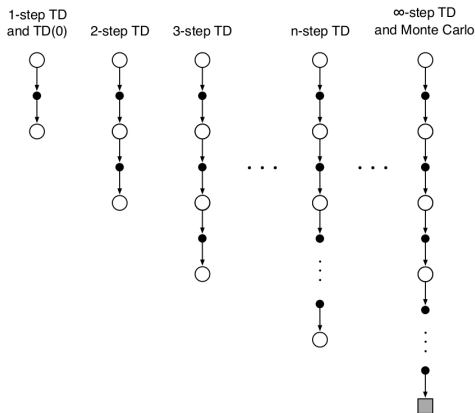 1-step TD
and TD(0)
2-step TD
3-step TD
n-step TD
∞-step TD
and Monte Carlo